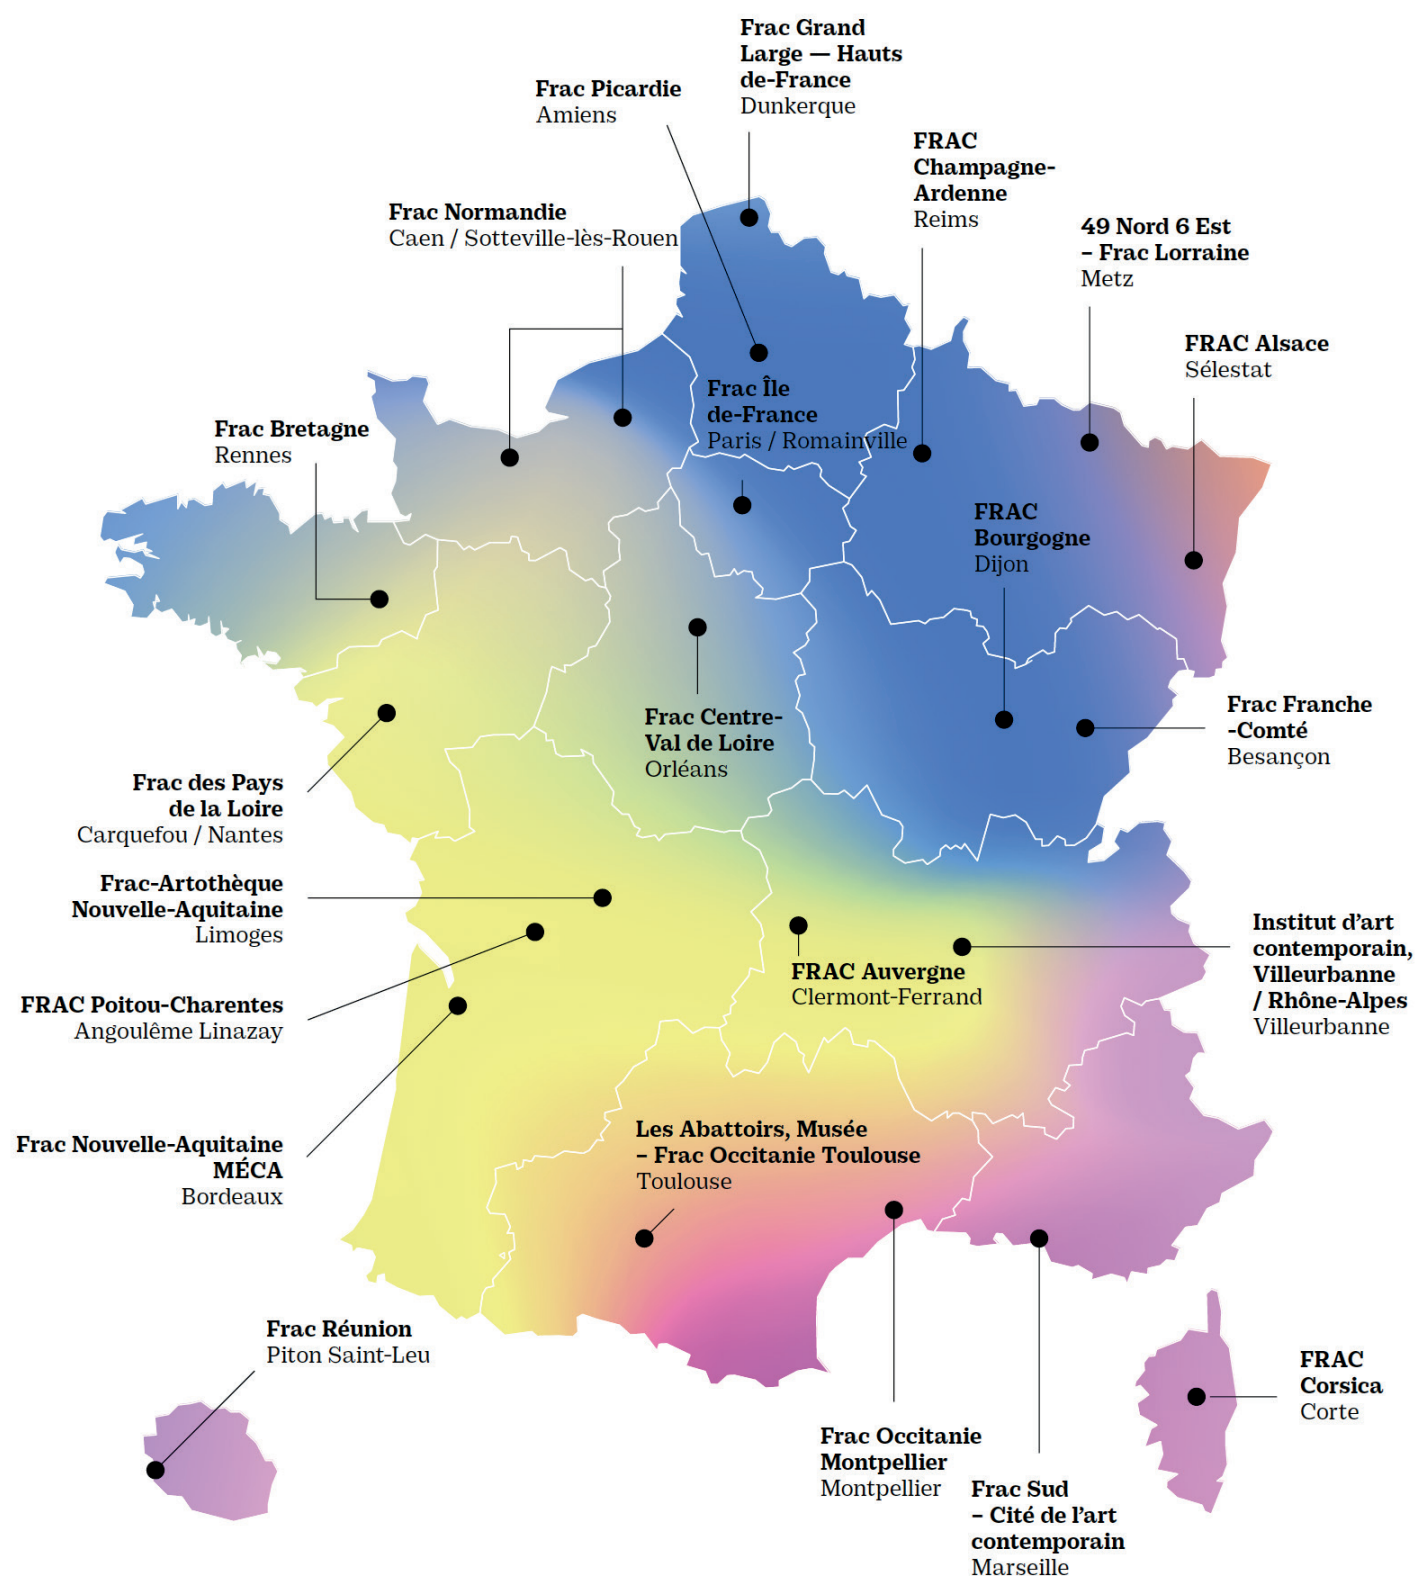 Frac Grand
Large — Hauts
de-France
Dunkerque
Frac Picardie
Amiens
FRAC
Champagne-
Ardenne
Reims
Frac Normandie
Caen / Sotteville-lès-Rouen
49 Nord 6 Est
– Frac Lorraine
Metz
FRAC Alsace
Sélestat
Frac Île
de-France
Paris / Romainville
Frac Bretagne
Rennes
FRAC
Bourgogne
Dijon
Frac Centre-
Val de Loire
Orléans
Frac Franche
-Comté
Besançon
Frac des Pays
de la Loire
Carquefou / Nantes
Frac-Artothèque
Nouvelle-Aquitaine
Limoges
Institut d’art
contemporain,
Villeurbanne
/ Rhône-Alpes
Villeurbanne
FRAC Auvergne
Clermont-Ferrand
FRAC Poitou-Charentes
Angoulême Linazay
Frac Nouvelle-Aquitaine
MÉCA
Bordeaux
Les Abattoirs, Musée
– Frac Occitanie Toulouse
Toulouse
Frac Réunion
Piton Saint-Leu
FRAC
Corsica
Corte
Frac Occitanie
Montpellier
Montpellier
Frac Sud
– Cité de l’art
contemporain
Marseille